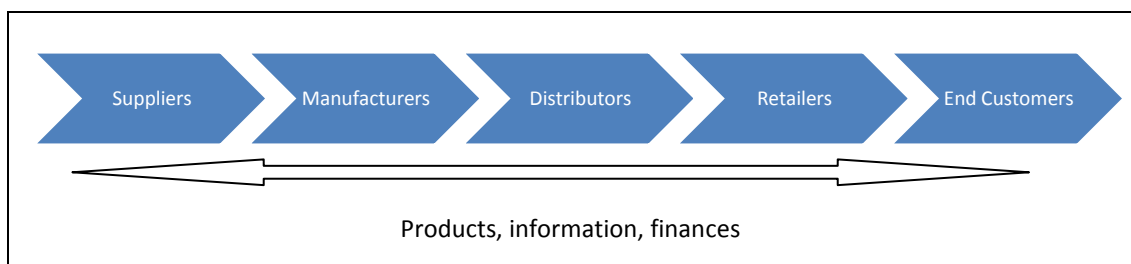 Suppliers Manufacturers Distributors Retailers End Customers
Products, information, finances